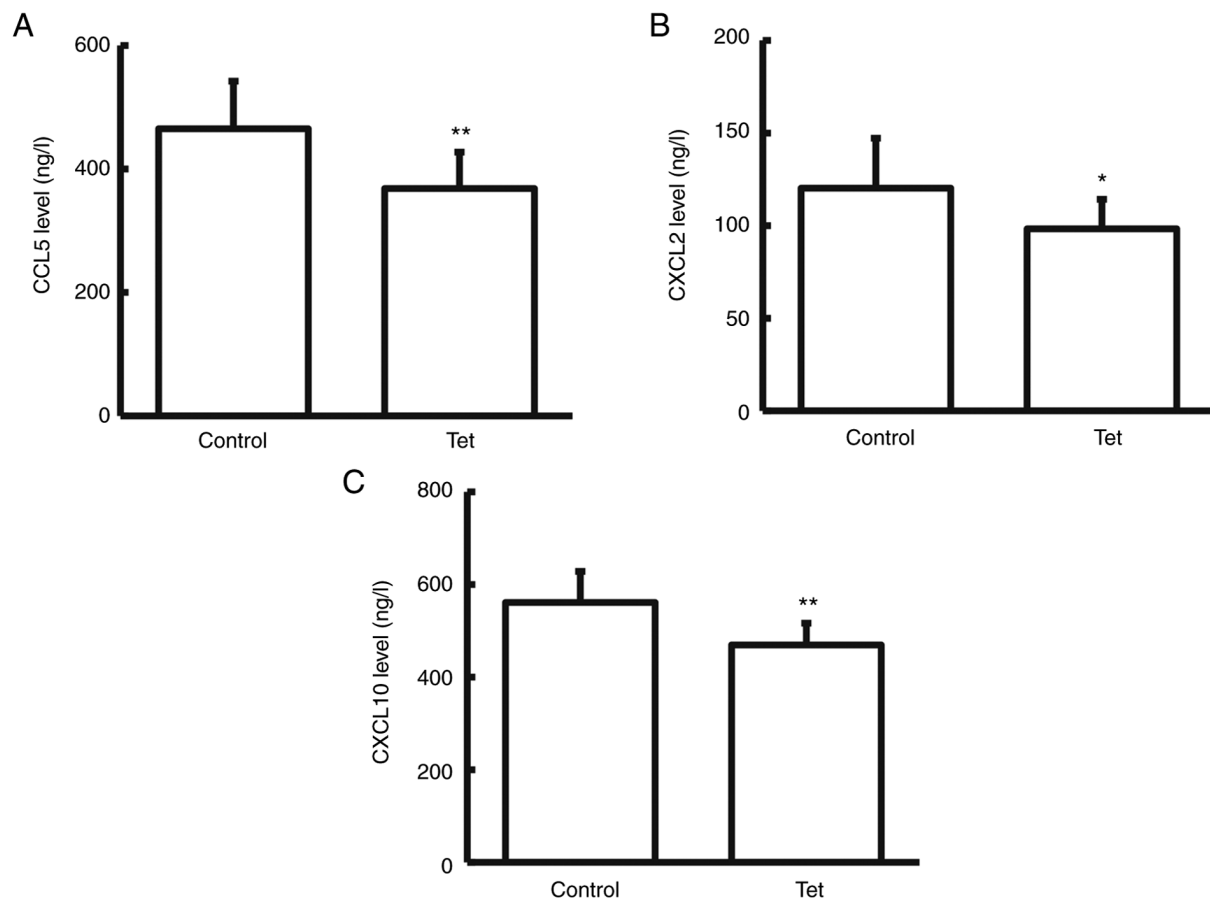 A
CCL5 level (ng/l)
600
400
200
0
**
Control
Tet
B
CXCL2 level (ng/l)
200
150
100
50
0
*
Control
Tet
C
CXCL10 level (ng/l)
800
600
400
200
0
**
Control
Tet